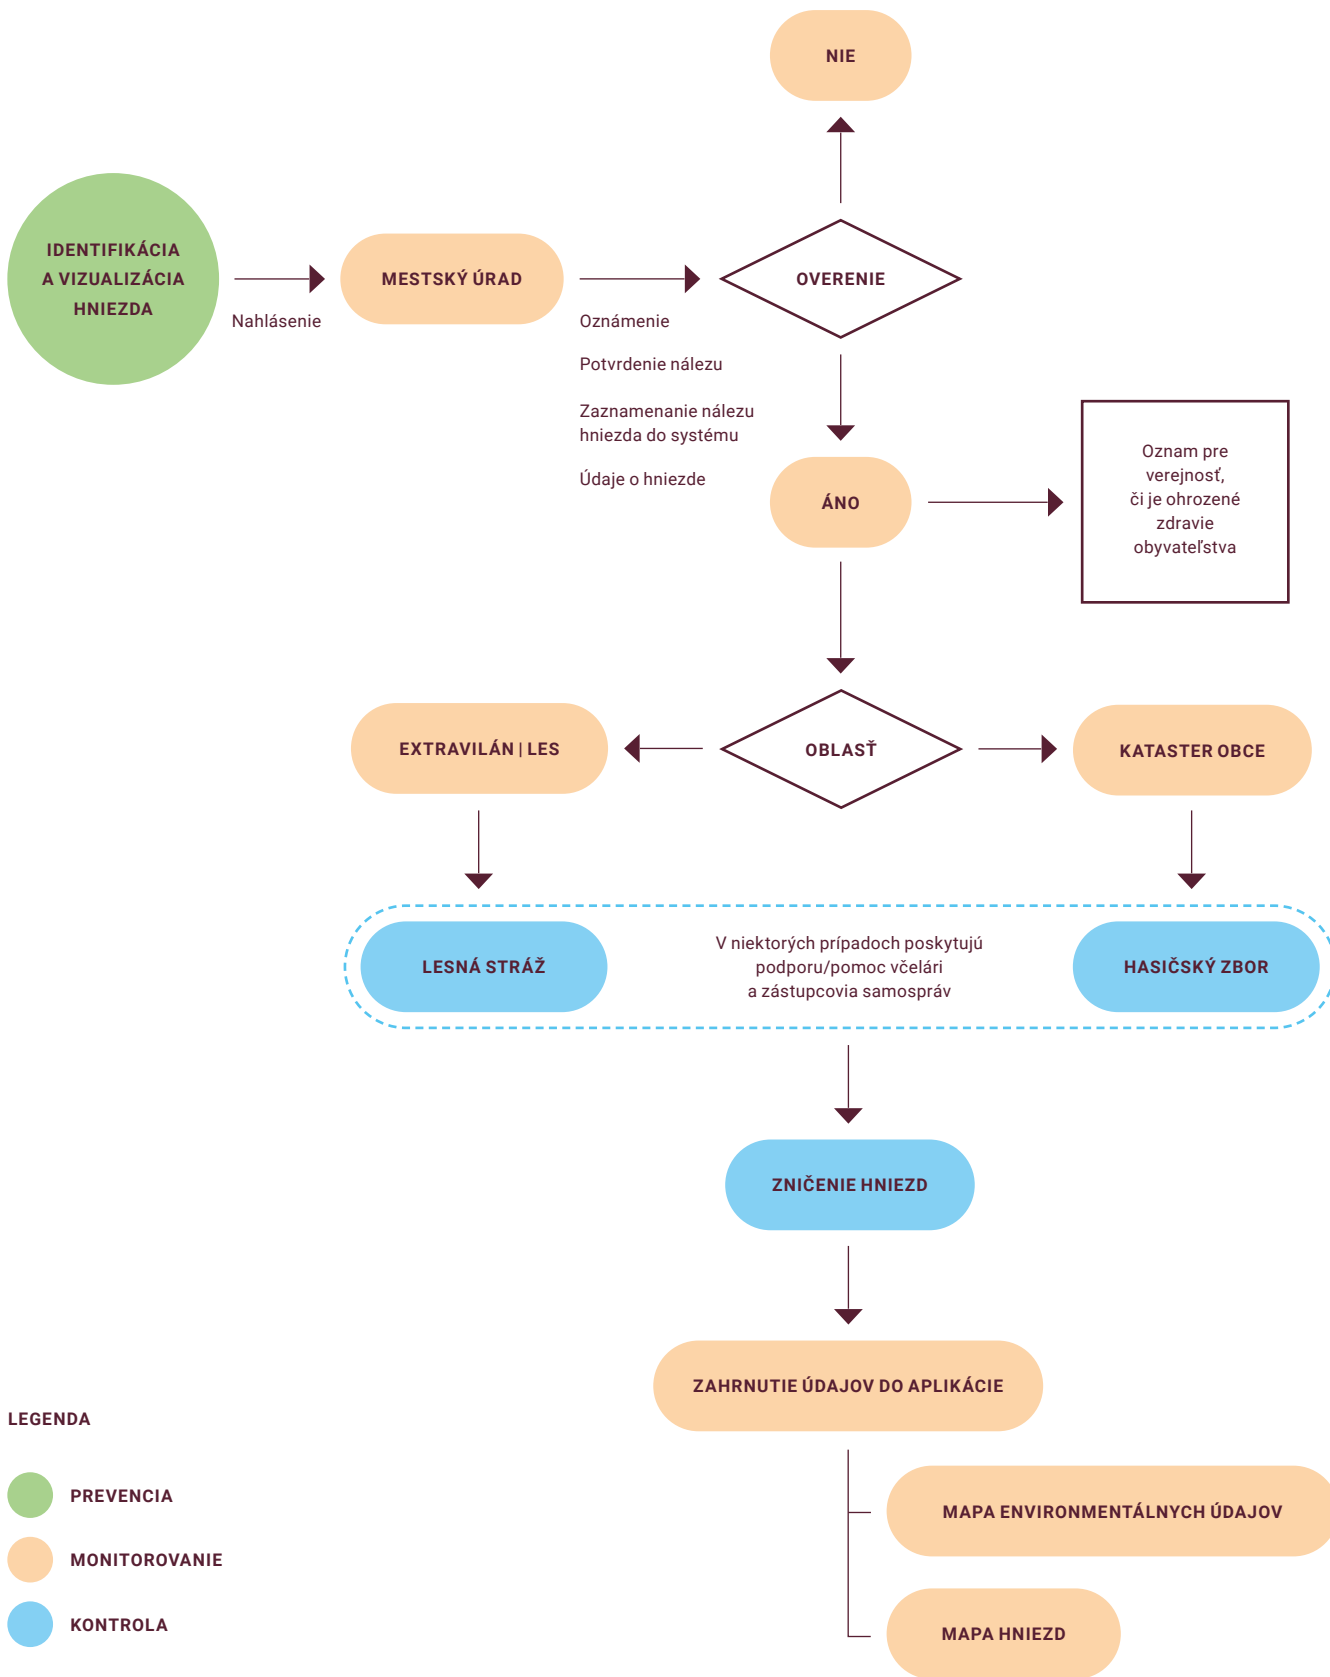 NIE
IDENTIFIKÁCIA
A VIZUALIZÁCIA
HNIEZDA
Nahlásenie
MESTSKÝ ÚRAD
Oznámenie
Potvrdenie nálezu
Zaznamenanie nálezu
hniezda do systému
Údaje o hniezde
OVERENIE
ÁNO
Oznam pre
verejnosť,
či je ohrozené
zdravie
obyvateľstva
EXTRAVILÁN | LES
OBLASŤ
KATASTER OBCE
LESNÁ STRÁŽ
V niektorých prípadoch poskytujú
podporu/pomoc včelári
a zástupcovia samospráv
HASIČSKÝ ZBOR
ZNIČENIE HNIEZD
ZAHRNUTIE ÚDAJOV DO APLIKÁCIE
MAPA ENVIRONMENTÁLNYCH ÚDAJOV
MAPA HNIEZD
LEGENDA
PREVENCIA
MONITOROVANIE
KONTROLA